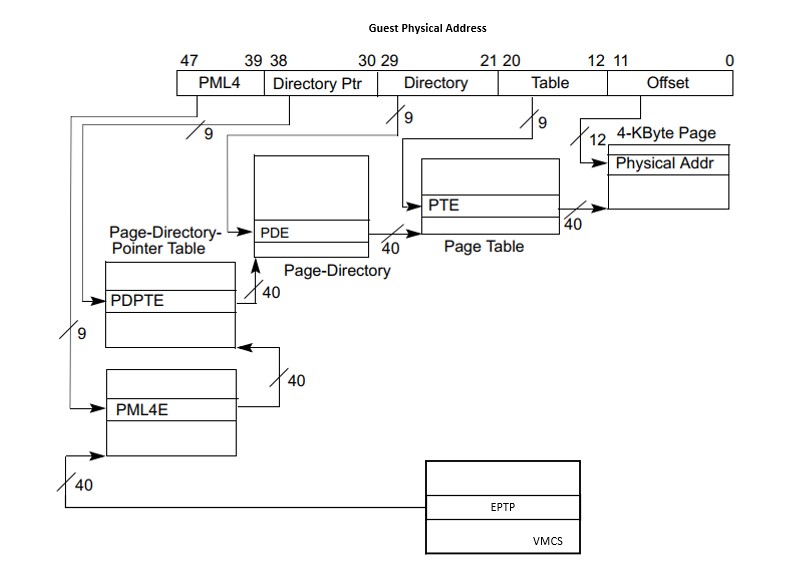 Guest Physical Address
47 39 38 30 29 21 20 12 11 0
PML4 Directory Ptr Directory Table Offset
9 9 9 12 4-KByte Page
Physical Addr
PTE
40
PDE
40
Page Table
Page-Directory-
Pointer Table
Page-Directory
40
PDPTE
9
40
PML4E
40
EPTP
VMCS